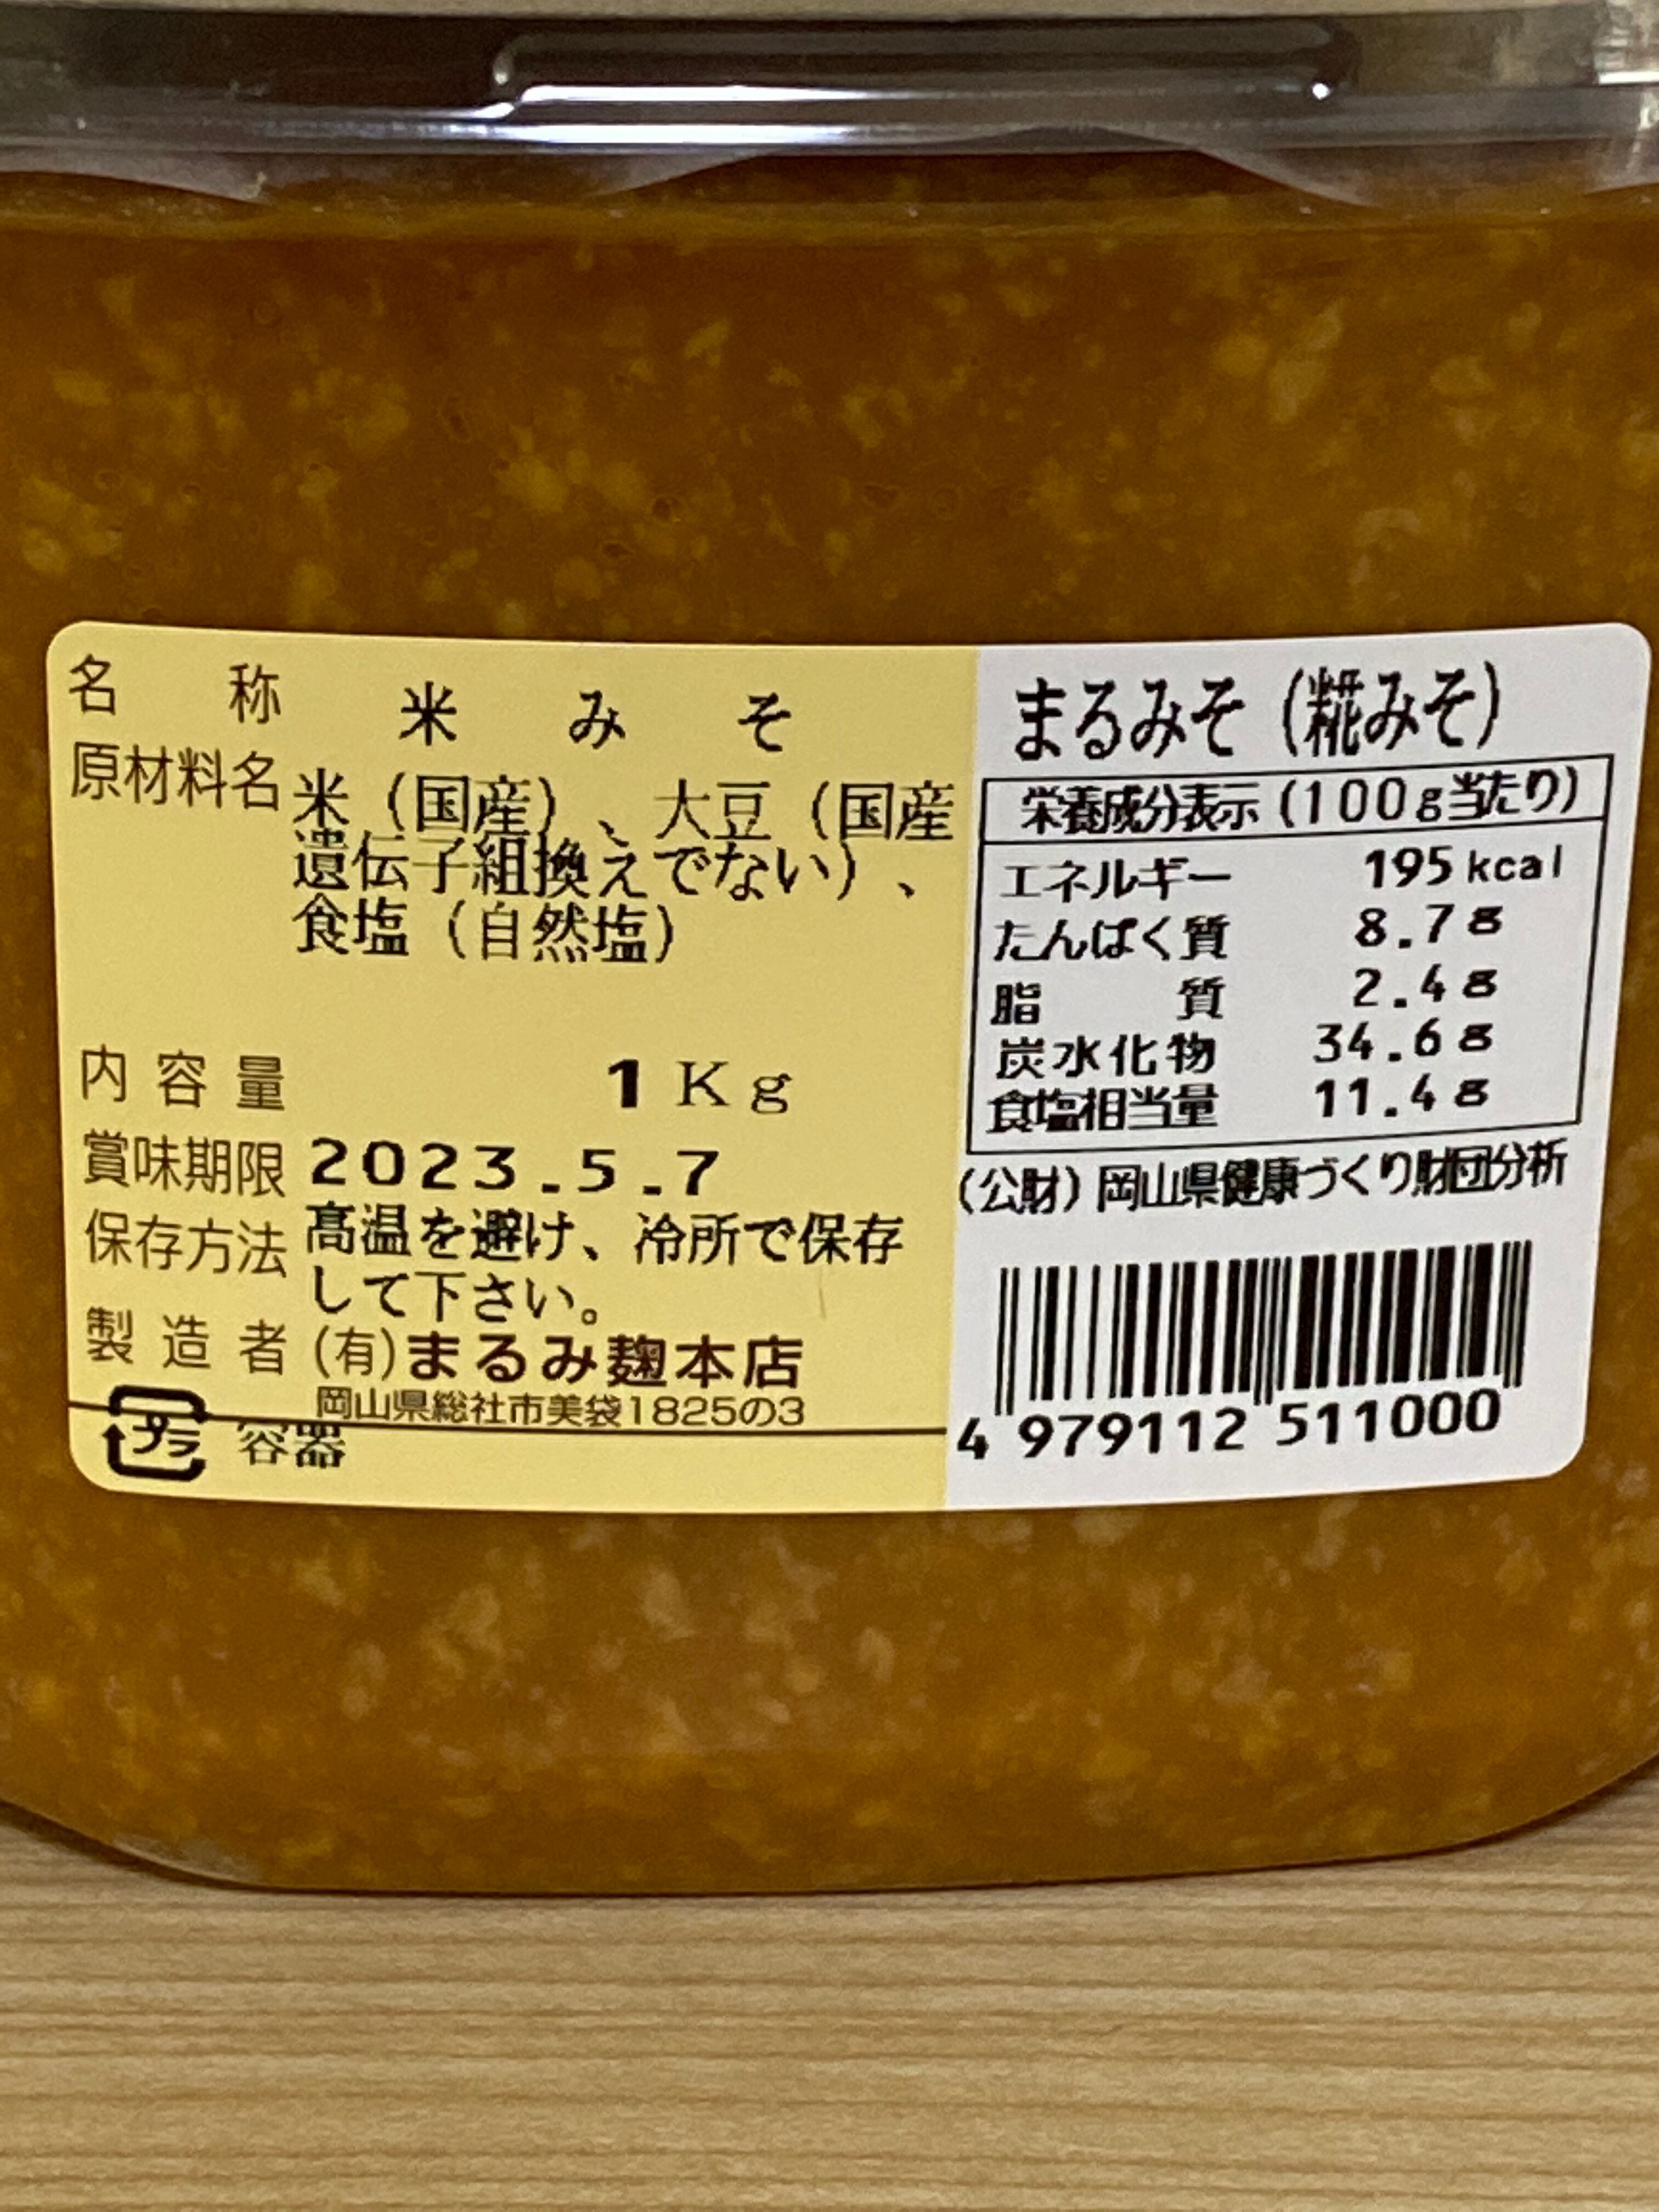 名称 米みそ
原材料名 米（国産）、大豆（国産
遺伝子組換えでない）、
食塩（自然塩）
内容量 1Kg
賞味期限 2023.5.7
保存方法 高温を避け、冷所で保存
して下さい。
製造者 (有)まるみ麹本店
岡山県総社市美袋1825の3
プラ 容器
まるみそ（糀みそ）
栄養成分表示（100g当たり）
エネルギー 195kcal
たんぱく質 8.7g
脂質 2.4g
炭水化物 34.6g
食塩相当量 11.4g
（公財）岡山県健康づくり財団分析
4 979112 511000